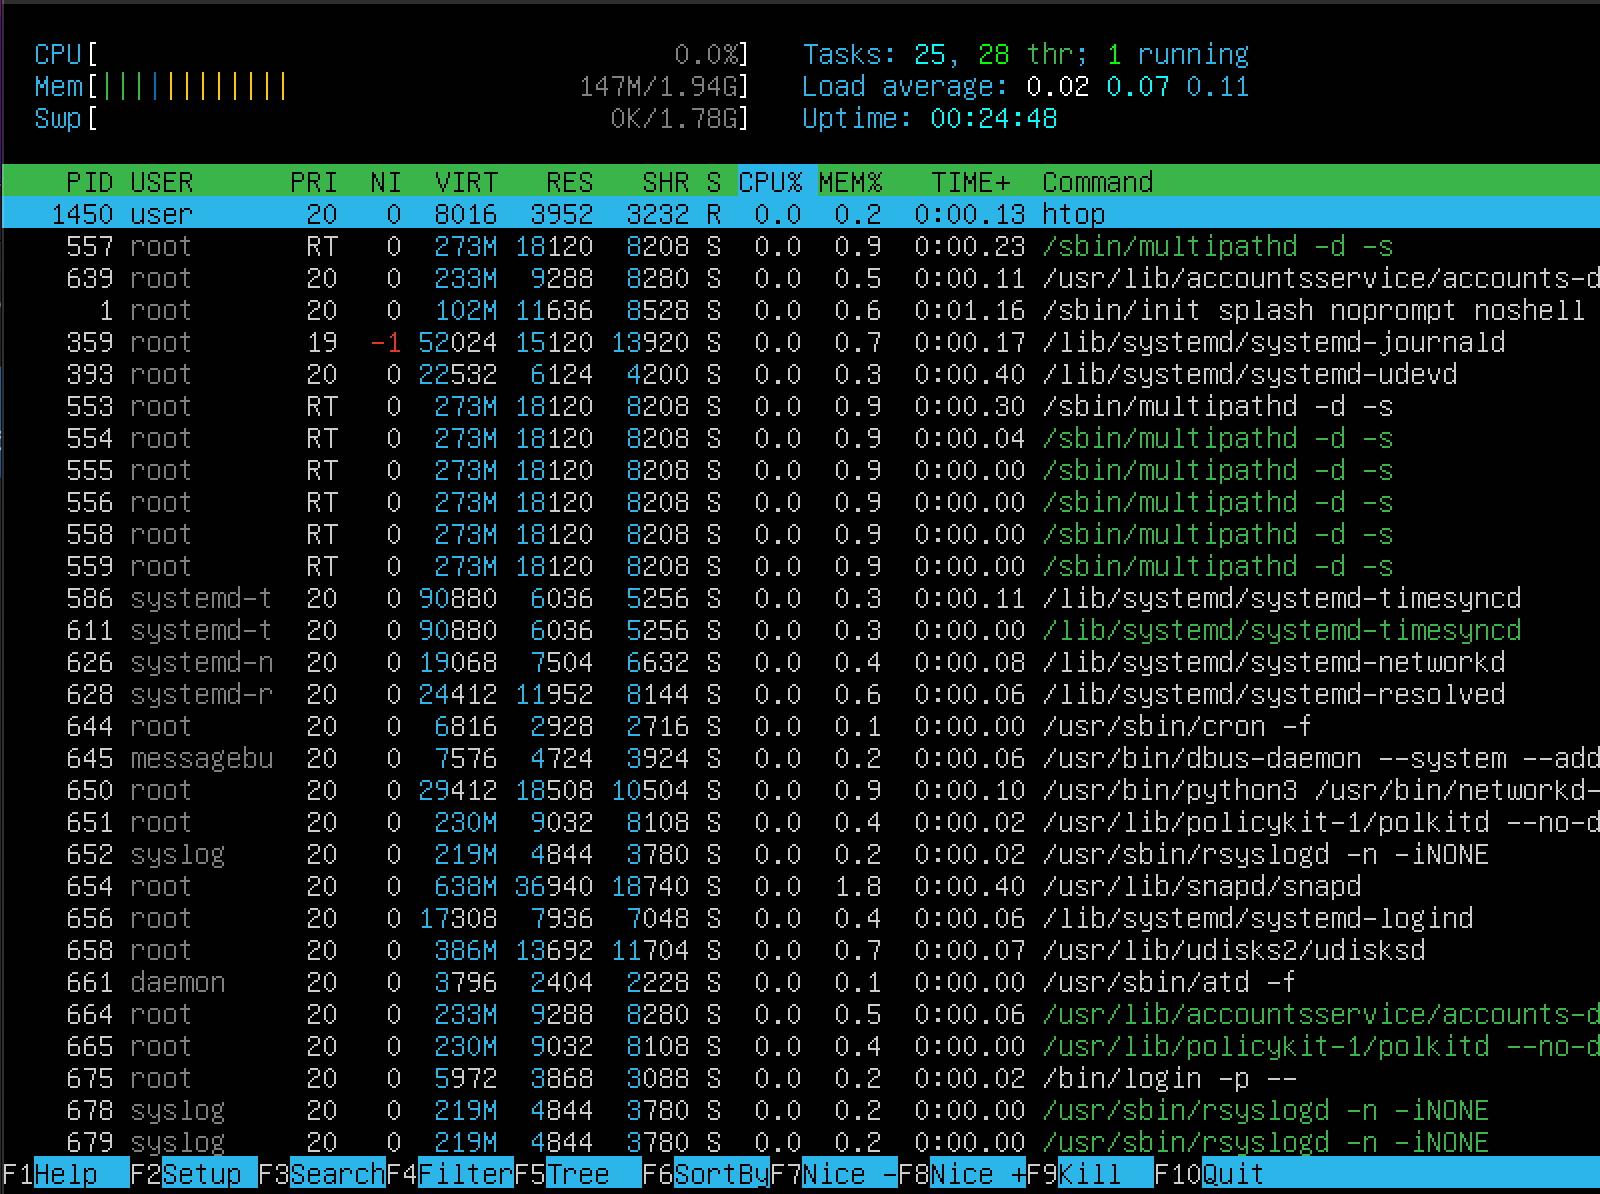 CPU[ 0.0%] Tasks: 25, 28 thr; 1 running
Mem[||||||||||||| 147M/1.94G] Load average: 0.02 0.07 0.11
Swp[ 0K/1.78G] Uptime: 00:24:48
PID USER PRI NI VIRT RES SHR S CPU% MEM% TIME+ Command
1450 user 20 0 8016 3952 3232 R 0.0 0.2 0:00.13 htop
557 root RT 0 273M 18120 8208 S 0.0 0.9 0:00.23 /sbin/multipathd -d -s
639 root 20 0 233M 9288 8280 S 0.0 0.5 0:00.11 /usr/lib/accountsservice/accounts-d
1 root 20 0 102M 11636 8528 S 0.0 0.6 0:01.16 /sbin/init splash noprompt noshell
359 root 19 -1 52024 15120 13920 S 0.0 0.7 0:00.17 /lib/systemd/systemd-journald
393 root 20 0 22532 6124 4200 S 0.0 0.3 0:00.40 /lib/systemd/systemd-udevd
553 root RT 0 273M 18120 8208 S 0.0 0.9 0:00.30 /sbin/multipathd -d -s
554 root RT 0 273M 18120 8208 S 0.0 0.9 0:00.04 /sbin/multipathd -d -s
555 root RT 0 273M 18120 8208 S 0.0 0.9 0:00.00 /sbin/multipathd -d -s
556 root RT 0 273M 18120 8208 S 0.0 0.9 0:00.00 /sbin/multipathd -d -s
558 root RT 0 273M 18120 8208 S 0.0 0.9 0:00.00 /sbin/multipathd -d -s
559 root RT 0 273M 18120 8208 S 0.0 0.9 0:00.00 /sbin/multipathd -d -s
586 systemd-t 20 0 90880 6036 5256 S 0.0 0.3 0:00.11 /lib/systemd/systemd-timesyncd
611 systemd-t 20 0 90880 6036 5256 S 0.0 0.3 0:00.00 /lib/systemd/systemd-timesyncd
626 systemd-n 20 0 19068 7504 6632 S 0.0 0.4 0:00.08 /lib/systemd/systemd-networkd
628 systemd-r 20 0 24412 11952 8144 S 0.0 0.6 0:00.06 /lib/systemd/systemd-resolved
644 root 20 0 6816 2928 2716 S 0.0 0.1 0:00.00 /usr/sbin/cron -f
645 messagebu 20 0 7576 4724 3924 S 0.0 0.2 0:00.06 /usr/bin/dbus-daemon --system --add
650 root 20 0 29412 18508 10504 S 0.0 0.9 0:00.10 /usr/bin/python3 /usr/bin/networkd-
651 root 20 0 230M 9032 8108 S 0.0 0.4 0:00.02 /usr/lib/policykit-1/polkitd --no-d
652 syslog 20 0 219M 4844 3780 S 0.0 0.2 0:00.02 /usr/sbin/rsyslogd -n -iNONE
654 root 20 0 638M 36940 18740 S 0.0 1.8 0:00.40 /usr/lib/snapd/snapd
656 root 20 0 17308 7936 7048 S 0.0 0.4 0:00.06 /lib/systemd/systemd-logind
658 root 20 0 386M 13692 11704 S 0.0 0.7 0:00.07 /usr/lib/udisks2/udisksd
661 daemon 20 0 3796 2404 2228 S 0.0 0.1 0:00.00 /usr/sbin/atd -f
664 root 20 0 233M 9288 8280 S 0.0 0.5 0:00.06 /usr/lib/accountsservice/accounts-d
665 root 20 0 230M 9032 8108 S 0.0 0.4 0:00.00 /usr/lib/policykit-1/polkitd --no-d
675 root 20 0 5972 3868 3088 S 0.0 0.2 0:00.02 /bin/login -p --
678 syslog 20 0 219M 4844 3780 S 0.0 0.2 0:00.00 /usr/sbin/rsyslogd -n -iNONE
679 syslog 20 0 219M 4844 3780 S 0.0 0.2 0:00.00 /usr/sbin/rsyslogd -n -iNONE
F1Help F2Setup F3SearchF4FilterF5Tree F6SortByF7Nice -F8Nice +F9Kill F10Quit